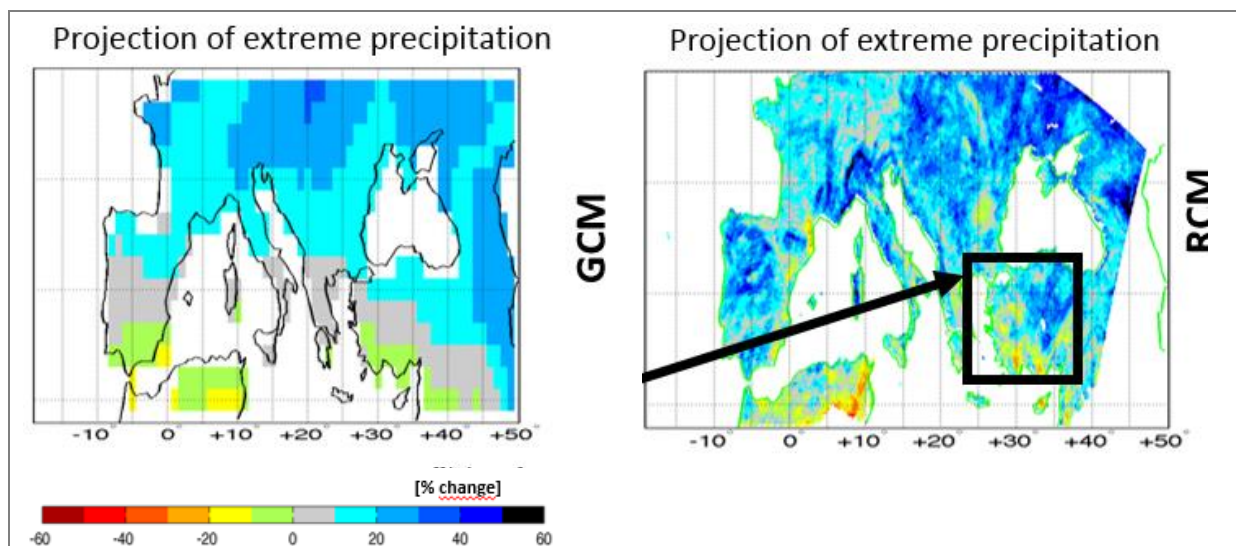 Projection of extreme precipitation
Projection of extreme precipitation
GCM
RCM
-10° 0° +10° +20° +30° +40° +50°
-10° 0° +10° +20° +30° +40° +50°
[% change]
-60 -40 -20 0 20 40 60